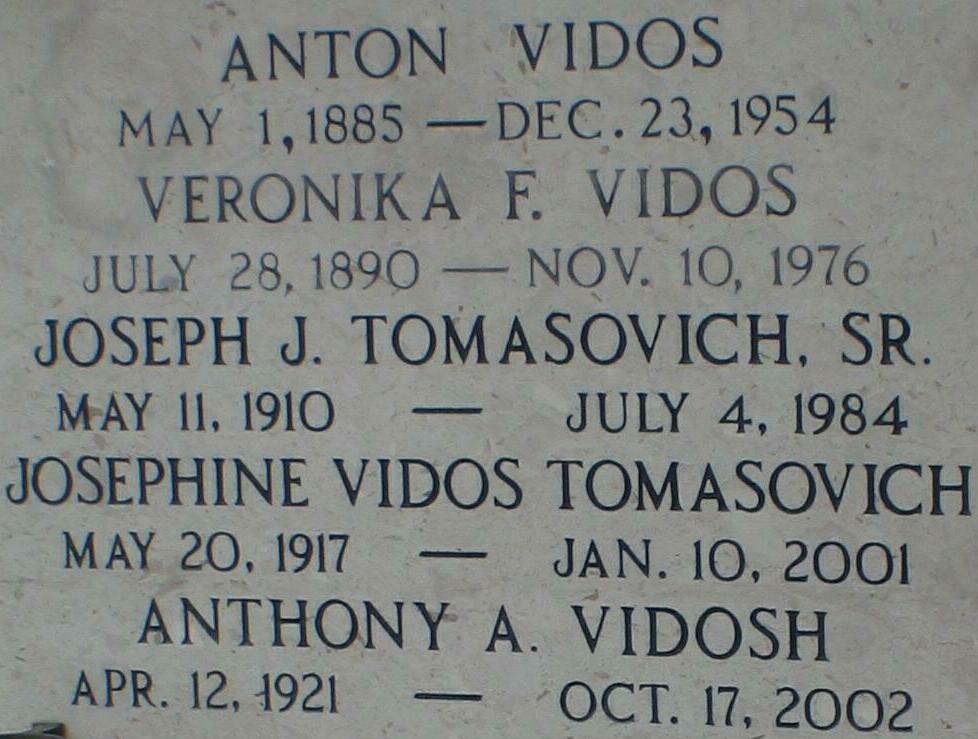 ANTON VIDOS
MAY 1, 1885 — DEC. 23, 1954
VERONIKA F. VIDOS
JULY 28, 1890 — NOV. 10, 1976
JOSEPH J. TOMASOVICH, SR.
MAY 11, 1910 — JULY 4, 1984
JOSEPHINE VIDOS TOMASOVICH
MAY 20, 1917 — JAN. 10, 2001
ANTHONY A. VIDOSH
APR. 12, 1921 — OCT. 17, 2002